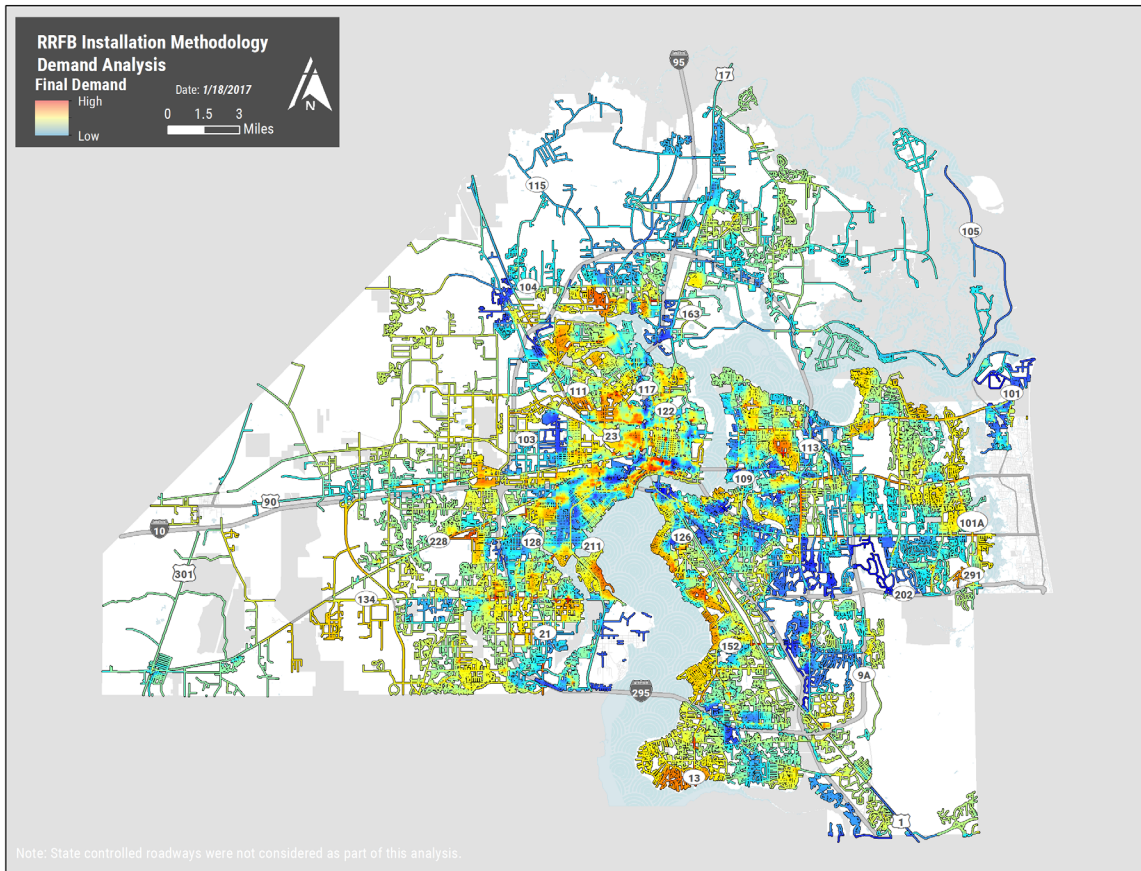 RRFB Installation Methodology
Demand Analysis
Final Demand
Date: 1/18/2017
High
Low
0 1.5 3
Miles
N
95
17
115
105
104
163
101
111
117
122
23
103
113
109
90
10
101A
228
128
211
126
301
291
202
134
21
152
9A
295
13
1
Note: State controlled roadways were not considered as part of this analysis.